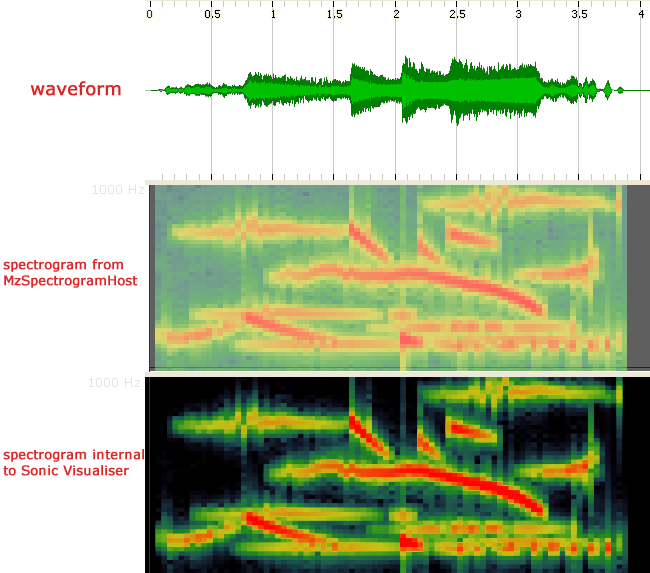 0 0.5 1 1.5 2 2.5 3 3.5 4
waveform
1000 Hz
spectrogram from
MzSpectrogramHost
1000 Hz
spectrogram internal
to Sonic Visualiser